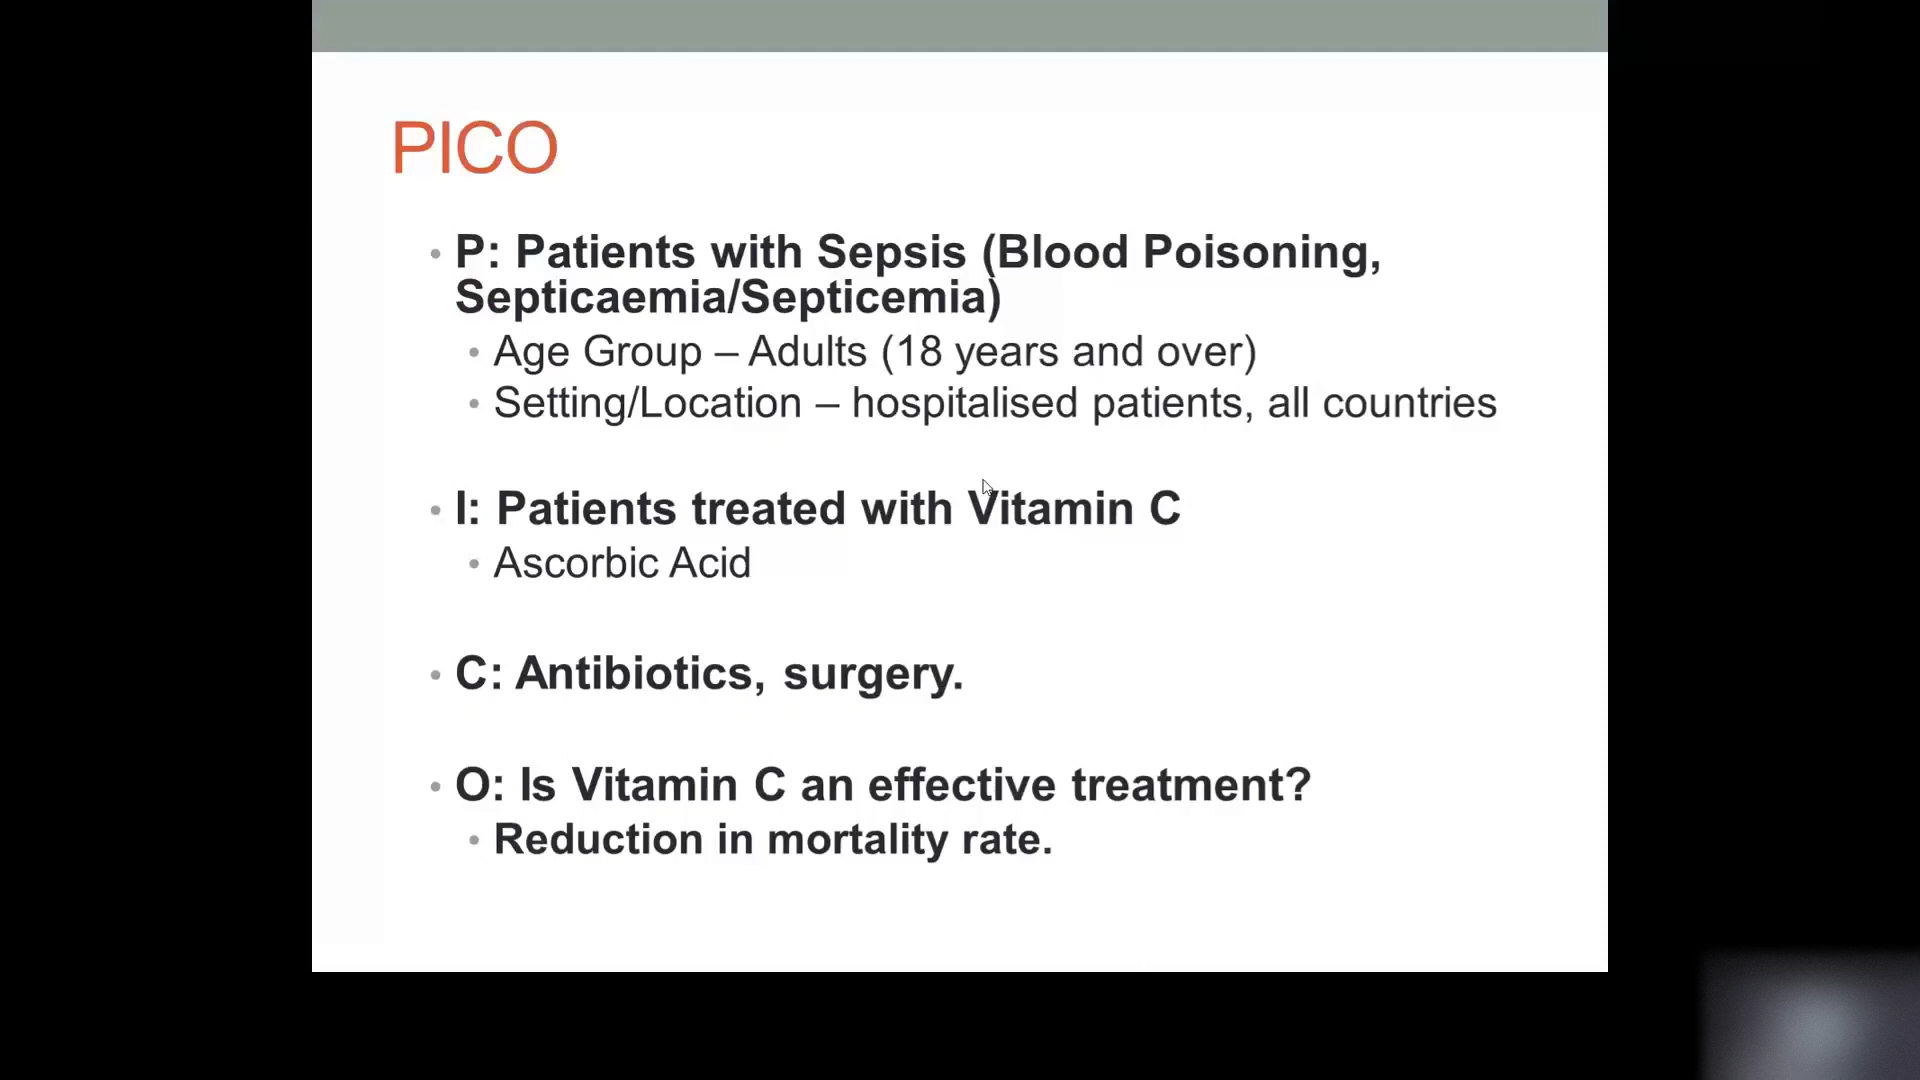 PICO
• P: Patients with Sepsis (Blood Poisoning,
Septicaemia/Septicemia)
• Age Group – Adults (18 years and over)
• Setting/Location – hospitalised patients, all countries
• I: Patients treated with Vitamin C
• Ascorbic Acid
• C: Antibiotics, surgery.
• O: Is Vitamin C an effective treatment?
• Reduction in mortality rate.